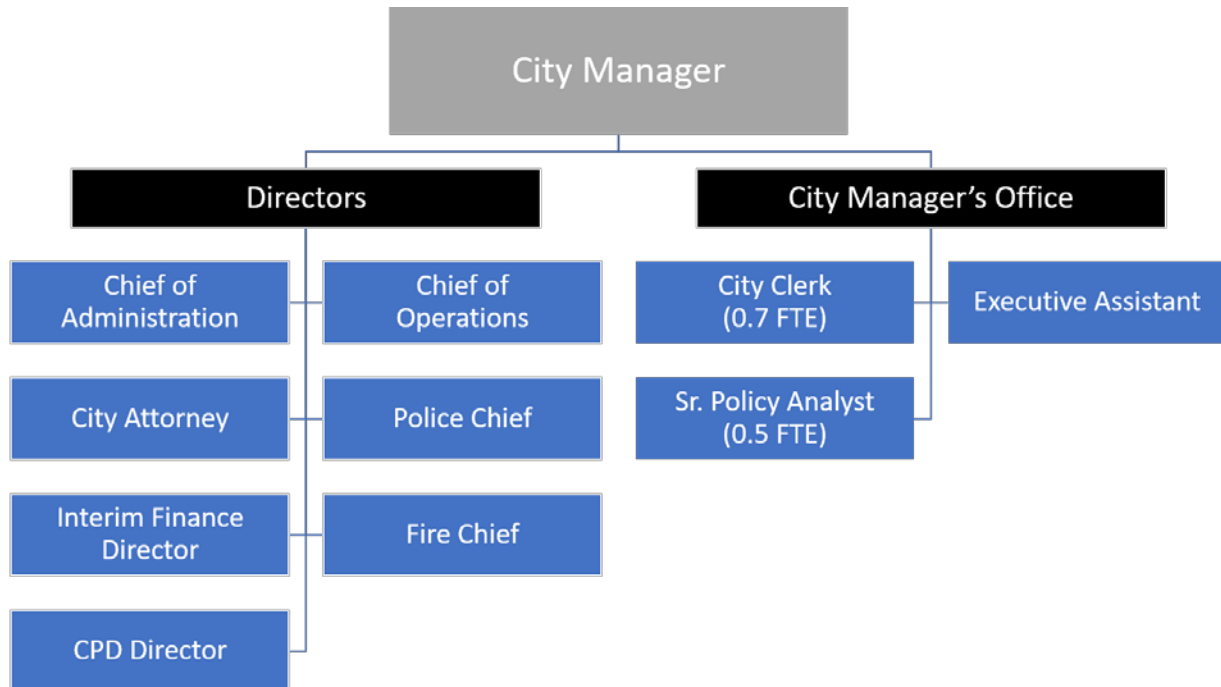 City Manager
Directors
City Manager’s Office
Chief of
Administration
Chief of
Operations
City Clerk
(0.7 FTE)
Executive Assistant
City Attorney
Police Chief
Sr. Policy Analyst
(0.5 FTE)
Interim Finance
Director
Fire Chief
CPD Director